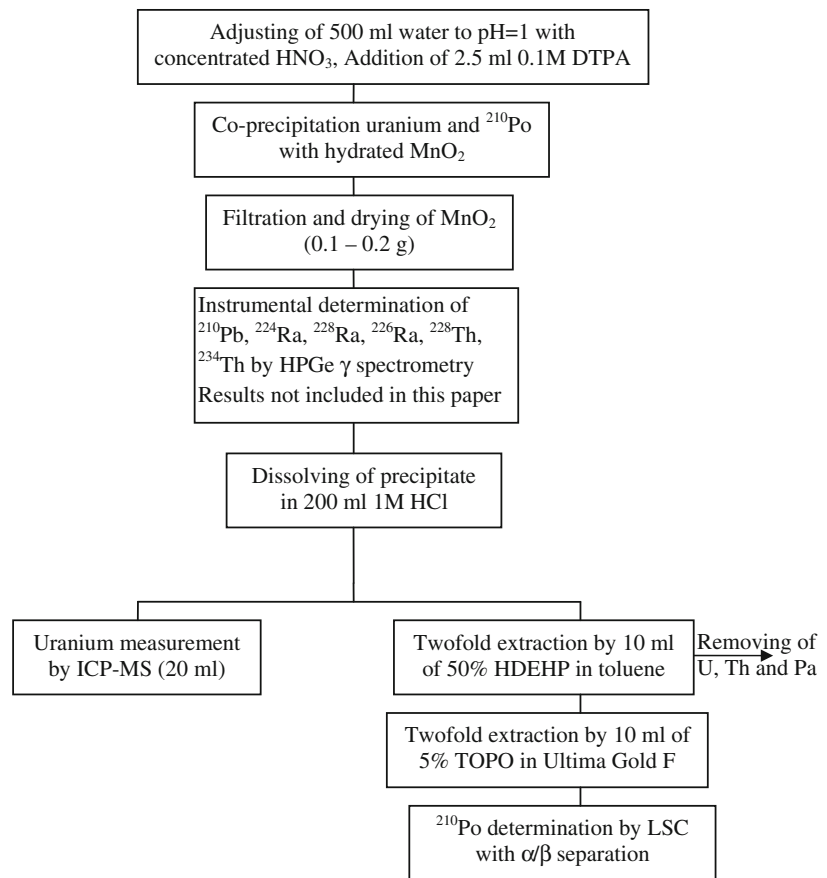 Adjusting of 500 ml water to pH=1 with
concentrated HNO₃, Addition of 2.5 ml 0.1M DTPA
Co-precipitation uranium and ²¹⁰Po
with hydrated MnO₂
Filtration and drying of MnO₂
(0.1 – 0.2 g)
Instrumental determination of
²¹⁰Pb, ²²⁴Ra, ²²⁸Ra, ²²⁶Ra, ²²⁸Th,
²³⁴Th by HPGe γ spectrometry
Results not included in this paper
Dissolving of precipitate
in 200 ml 1M HCl
Uranium measurement
by ICP-MS (20 ml)
Twofold extraction by 10 ml
of 50% HDEHP in toluene
Removing of
U, Th and Pa
Twofold extraction by 10 ml of
5% TOPO in Ultima Gold F
²¹⁰Po determination by LSC
with α/β separation